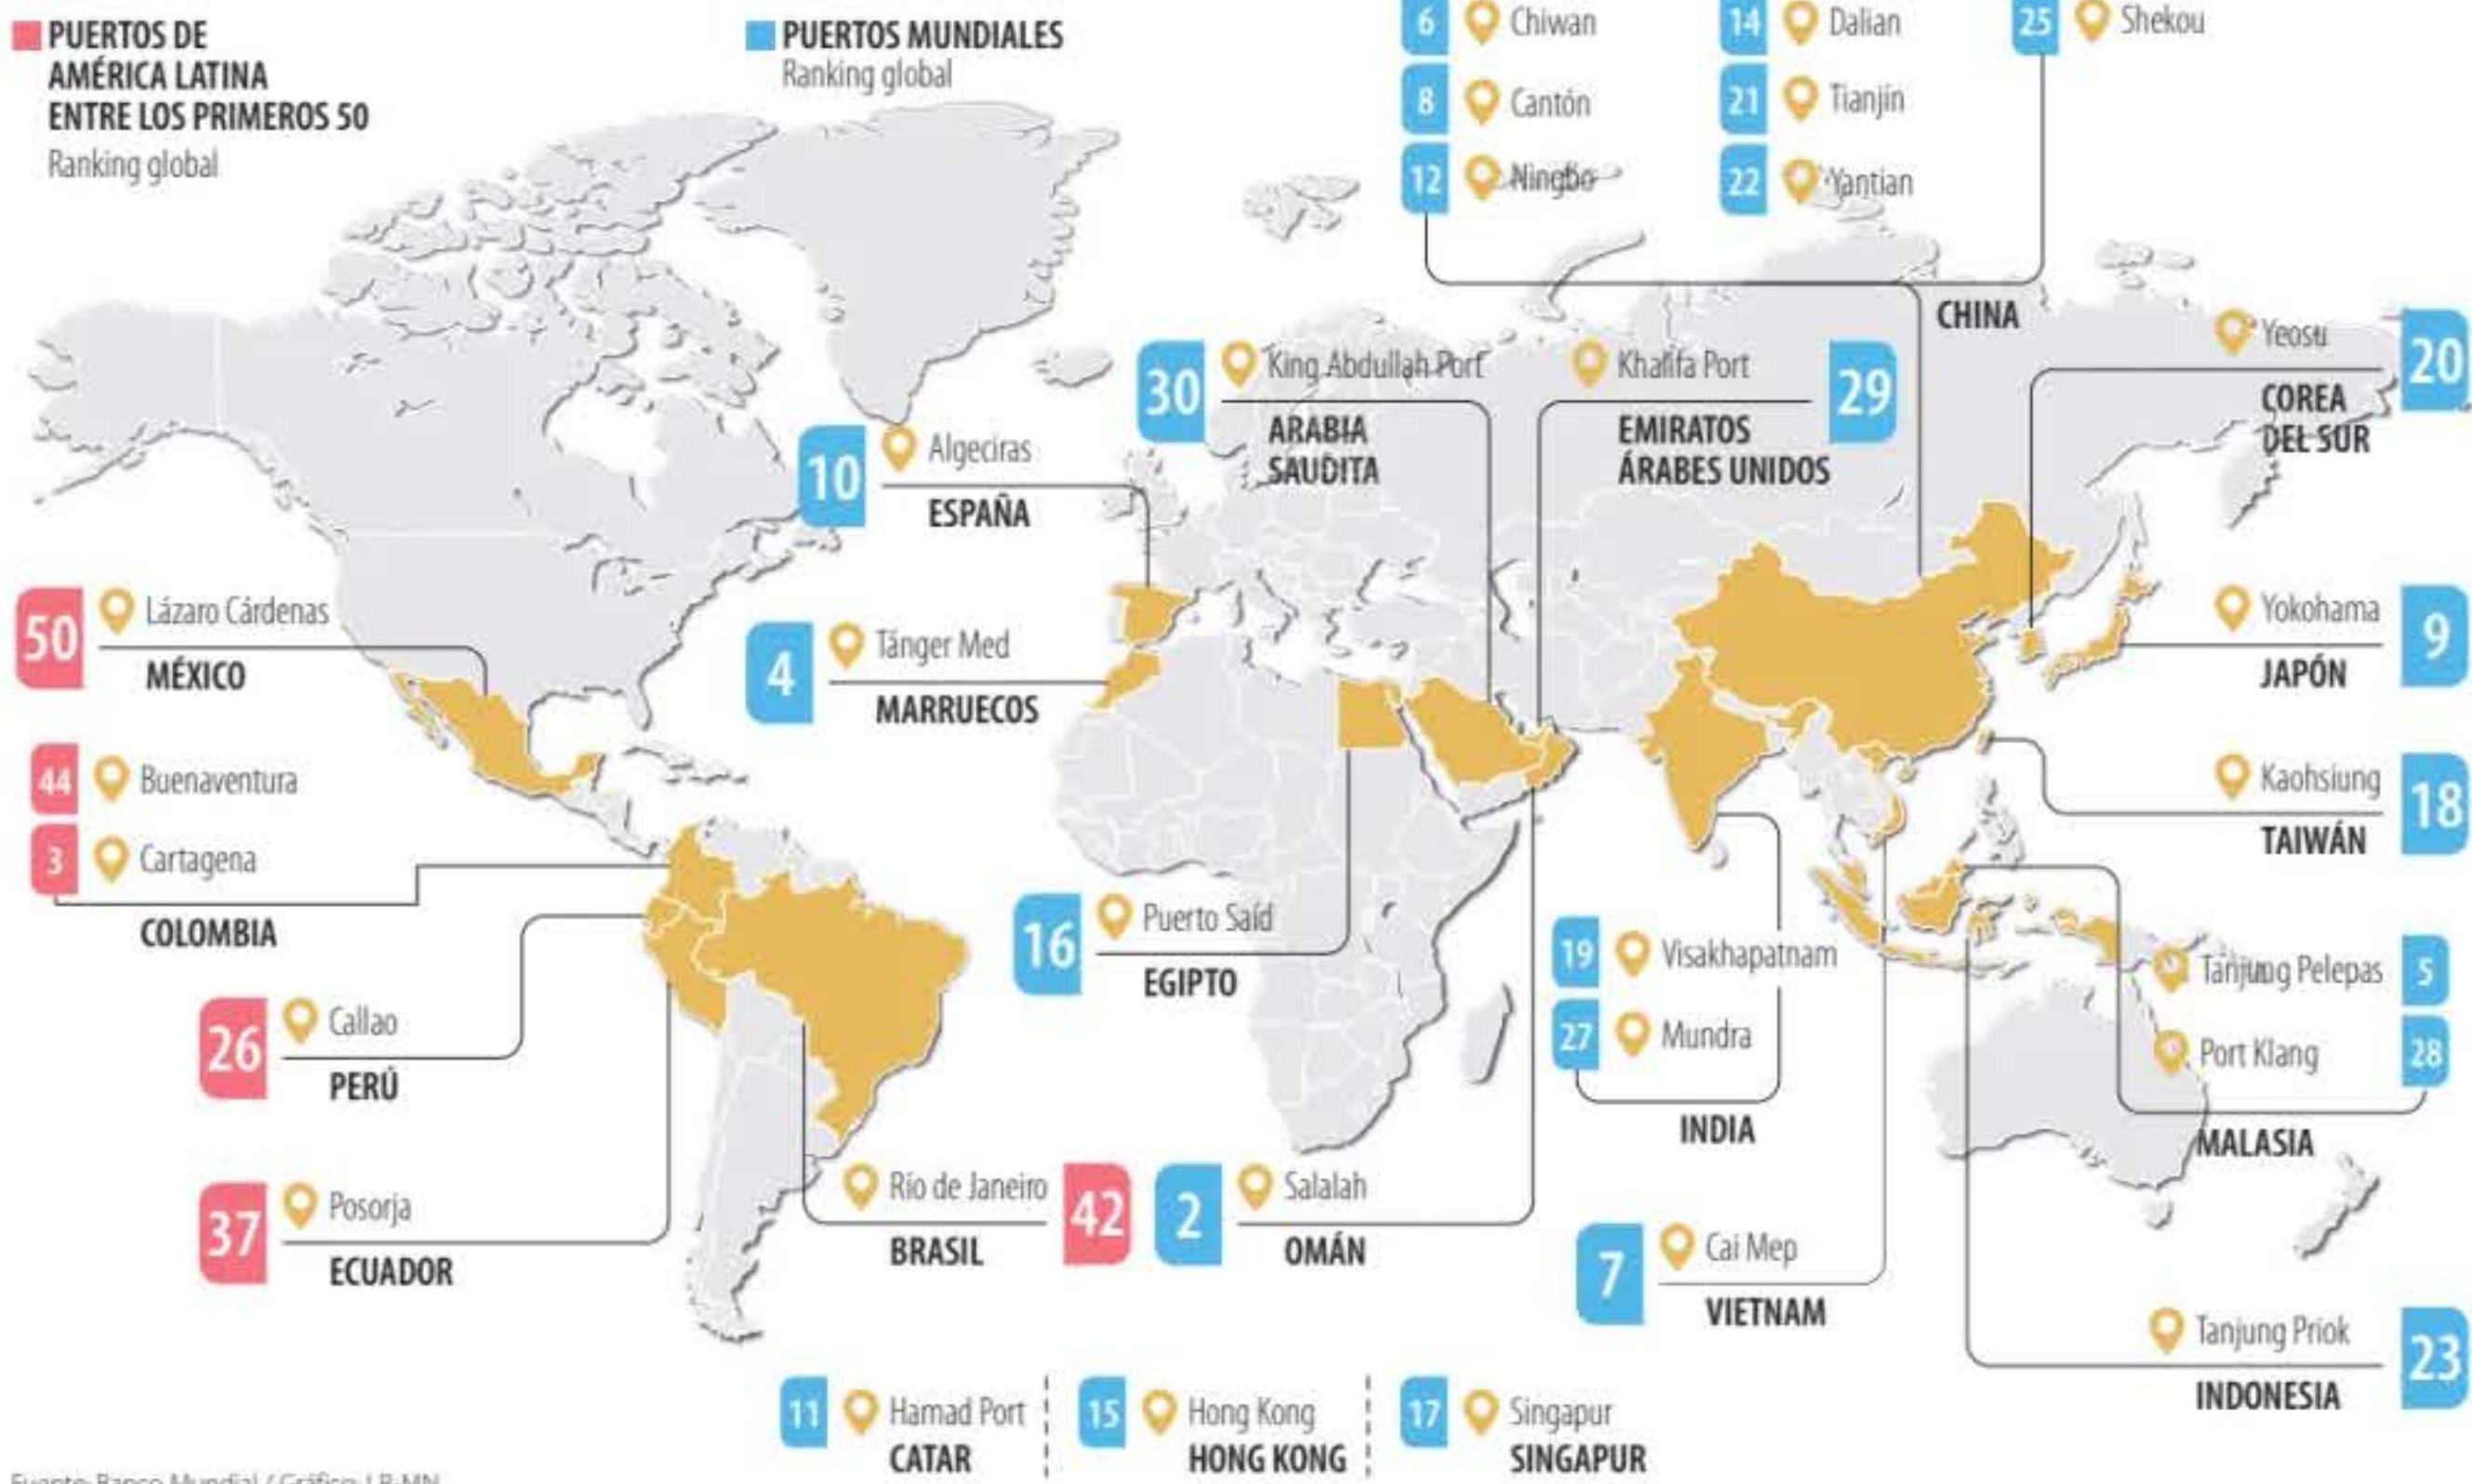 PUERTOS DE
AMÉRICA LATINA
ENTRE LOS PRIMEROS 50
Ranking global
PUERTOS MUNDIALES
Ranking global
6 Chiwan
8 Cantón
12 Ningbo
14 Dalian
21 Tianjin
22 Yantian
25 Shekou
CHINA
30 King Abdullah Port
ARABIA
SAUDITA
Khalifa Port 29
EMIRATOS
ÁRABES UNIDOS
Yeosu 20
COREA
DEL SUR
10 Algeciras
ESPAÑA
50 Lázaro Cárdenas
MÉXICO
4 Tánger Med
MARRUECOS
Yokohama 9
JAPÓN
44 Buenaventura
3 Cartagena
COLOMBIA
Kaohsiung 18
TAIWÁN
16 Puerto Saíd
EGIPTO
19 Visakhapatnam
27 Mundra
INDIA
Tanjung Pelepas 5
Port Klang 28
MALASIA
26 Callao
PERÚ
37 Posorja
ECUADOR
Río de Janeiro 42
BRASIL
2 Salalah
OMÁN
7 Cai Mep
VIETNAM
Tanjung Priok 23
INDONESIA
11 Hamad Port
CATAR
15 Hong Kong
HONG KONG
17 Singapur
SINGAPUR
Fuente: Banco Mundial / Gráfico: LR-MN